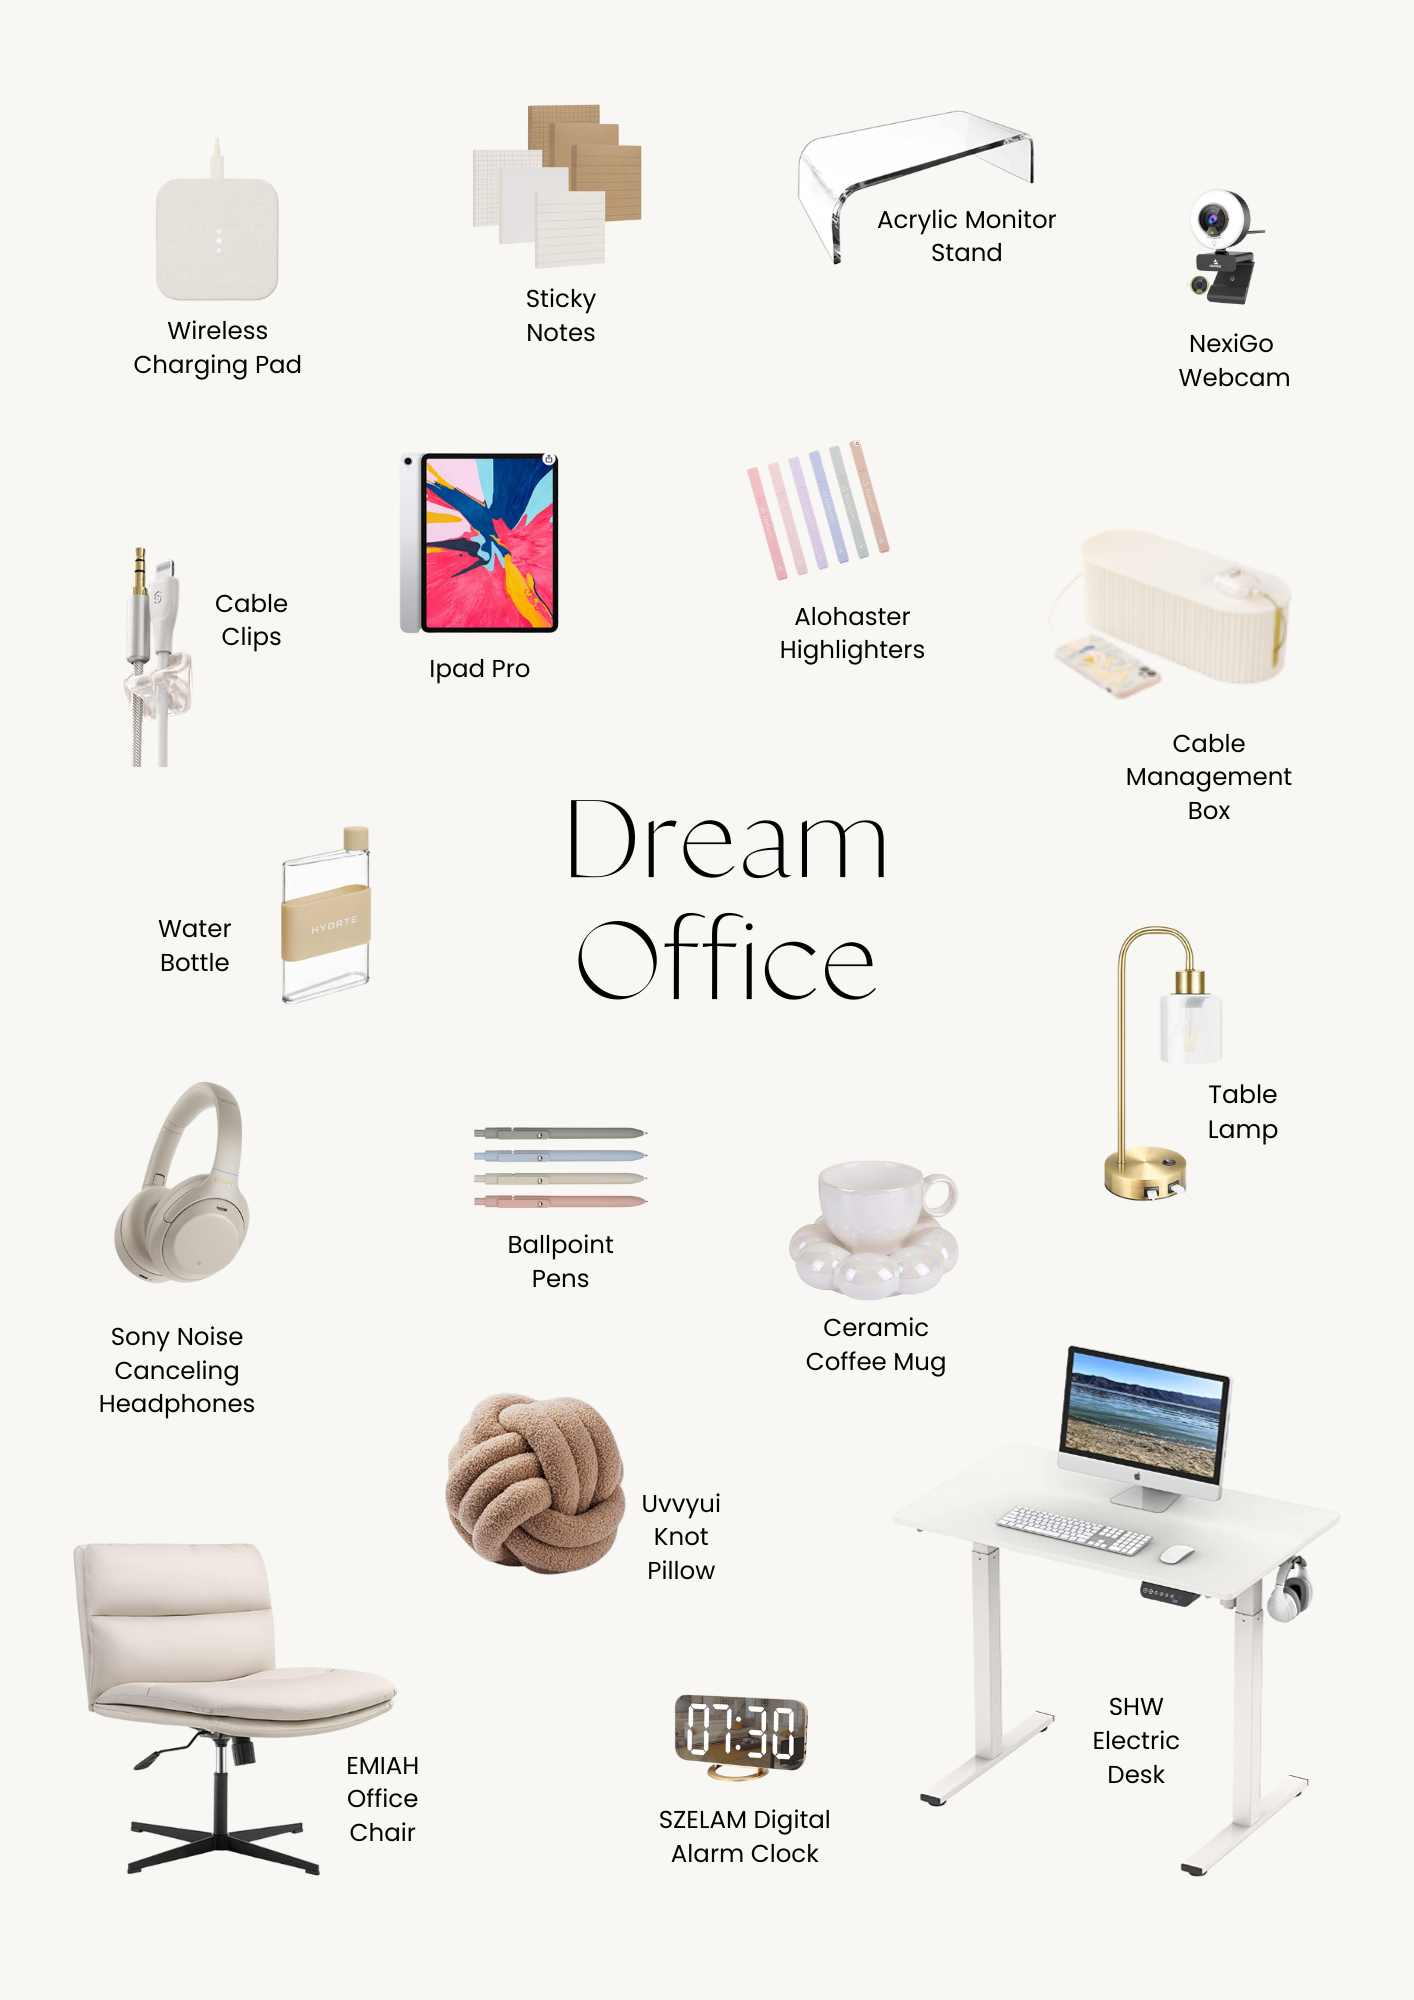 Wireless
Charging Pad
Sticky
Notes
Acrylic Monitor
Stand
NexiGo
Webcam
Cable
Clips
Ipad Pro
Alohaster
Highlighters
Cable
Management
Box
Dream
Office
Water
Bottle
HYDRTE
Table
Lamp
Sony Noise
Canceling
Headphones
Ballpoint
Pens
Ceramic
Coffee Mug
Uvvyui
Knot
Pillow
EMIAH
Office
Chair
07:30
SZELAM Digital
Alarm Clock
SHW
Electric
Desk